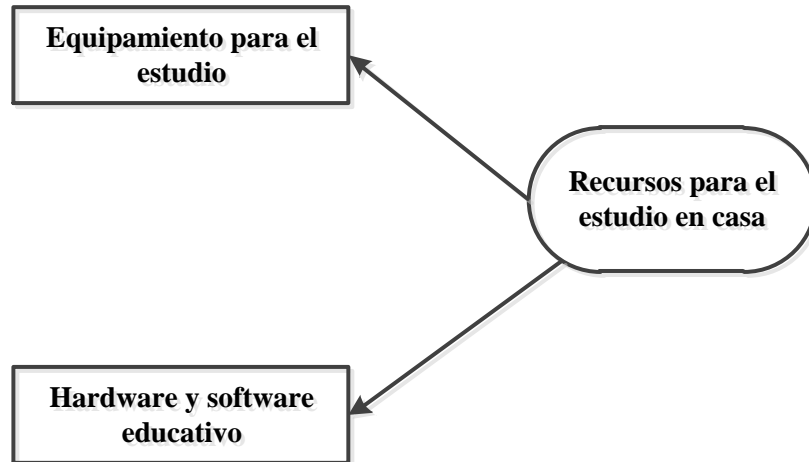 Equipamiento para el
estudio
Recursos para el
estudio en casa
Hardware y software
educativo